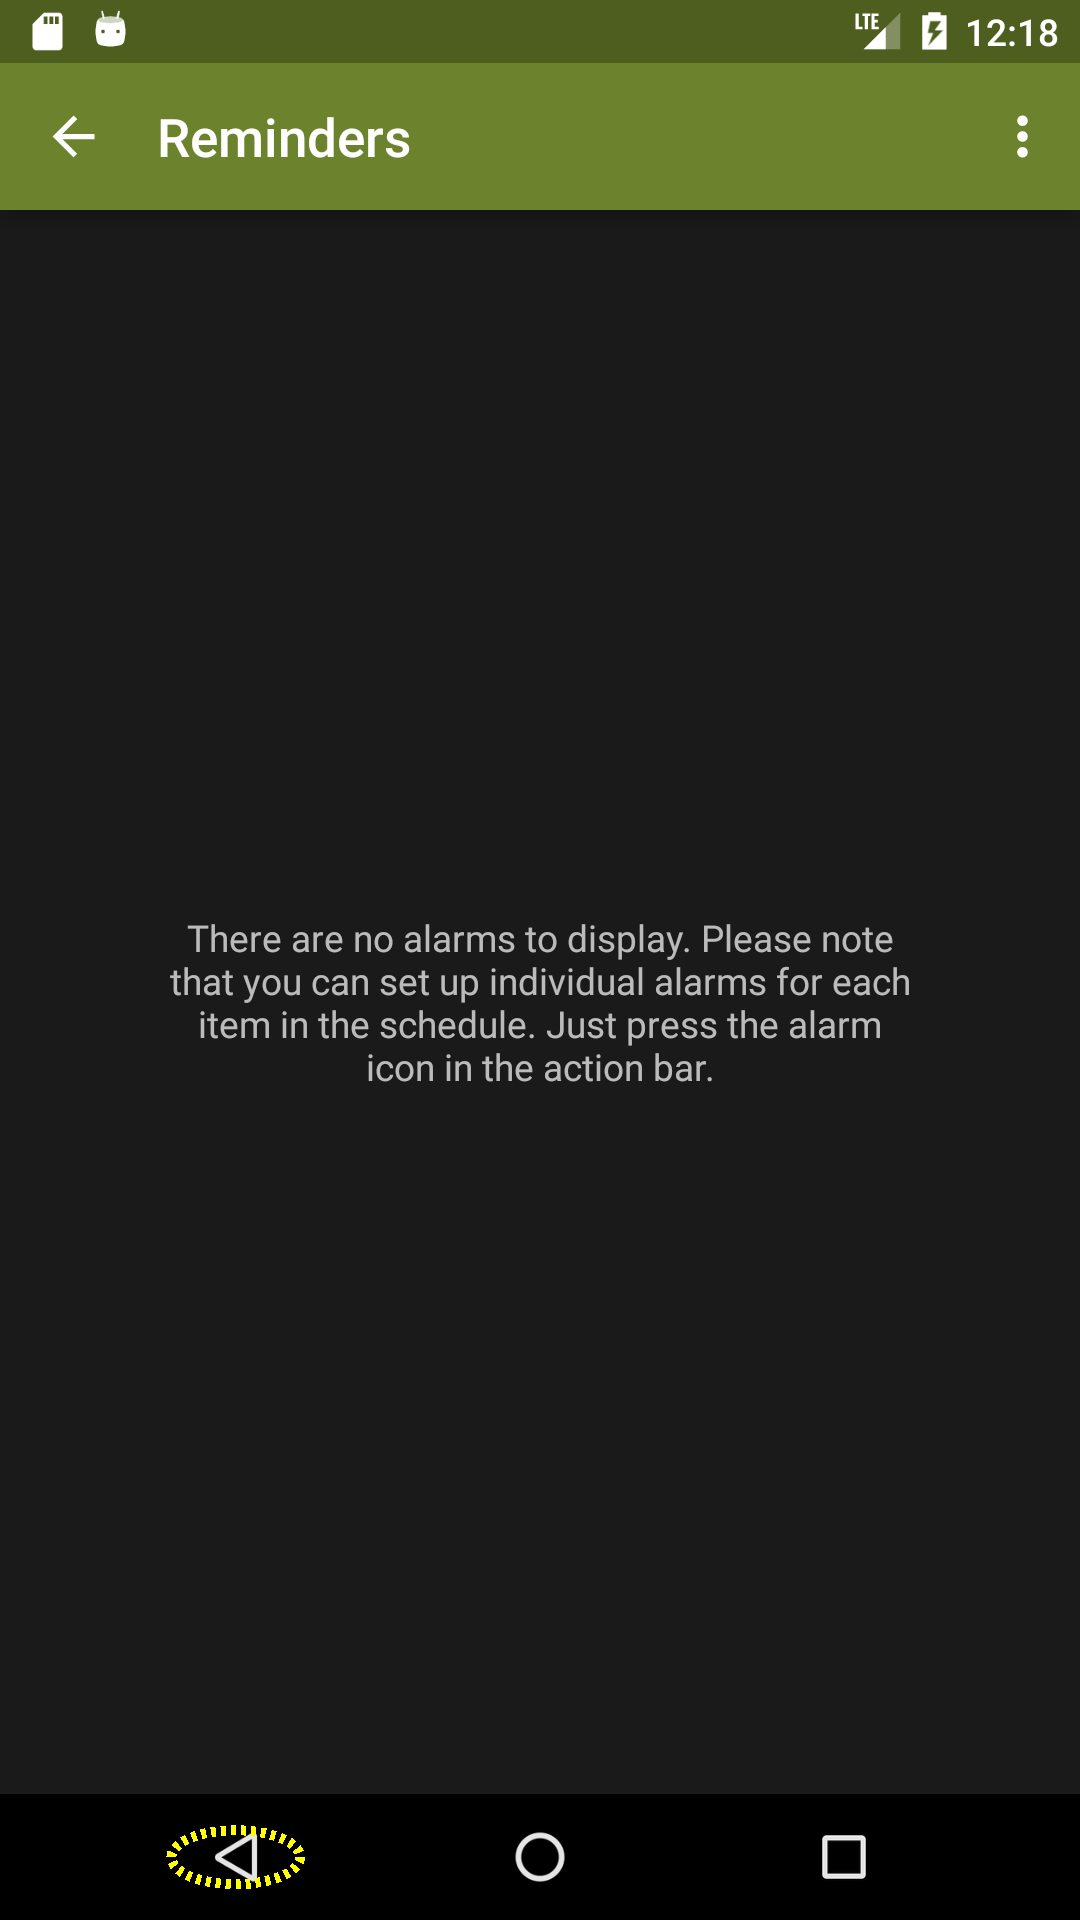 LTE 12:18
Reminders
There are no alarms to display. Please note
that you can set up individual alarms for each
item in the schedule. Just press the alarm
icon in the action bar.